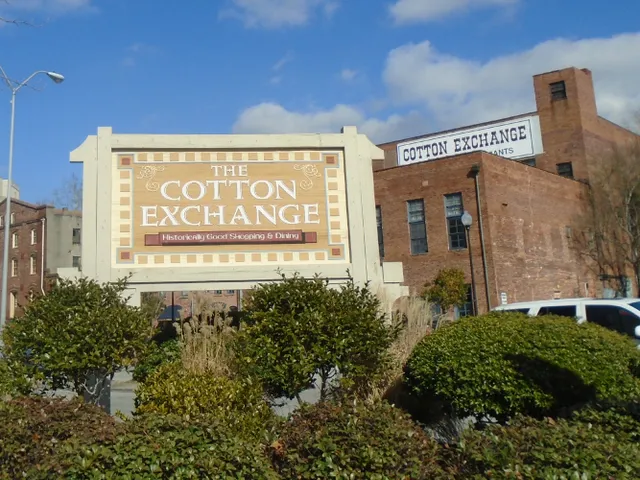 THE
COTTON
EXCHANGE
Historically Good Shopping & Dining
COTTON EXCHANGE